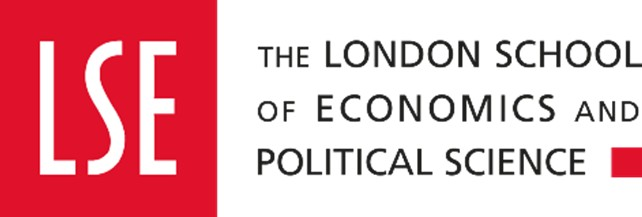 LSE
THE LONDON SCHOOL
OF ECONOMICS AND
POLITICAL SCIENCE